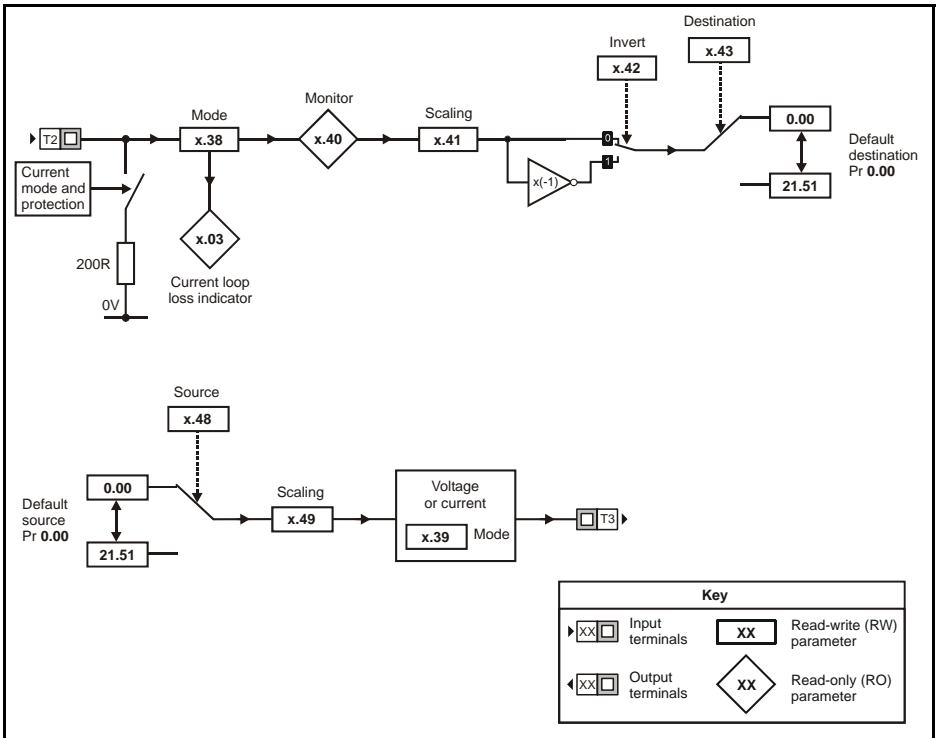 Destination
x.43
Invert
x.42
Monitor
Mode
Scaling
T2
x.38
x.40
x.41
0
1
x(-1)
0.00
21.51
Default
destination
Pr 0.00
Current
mode and
protection
x.03
Current loop
loss indicator
200R
0V
Source
x.48
Default
source
Pr 0.00
0.00
21.51
Scaling
x.49
Voltage
or current
x.39 Mode
T3
Key
XX Input
terminals
XX Read-write (RW)
parameter
XX Output
terminals
XX Read-only (RO)
parameter